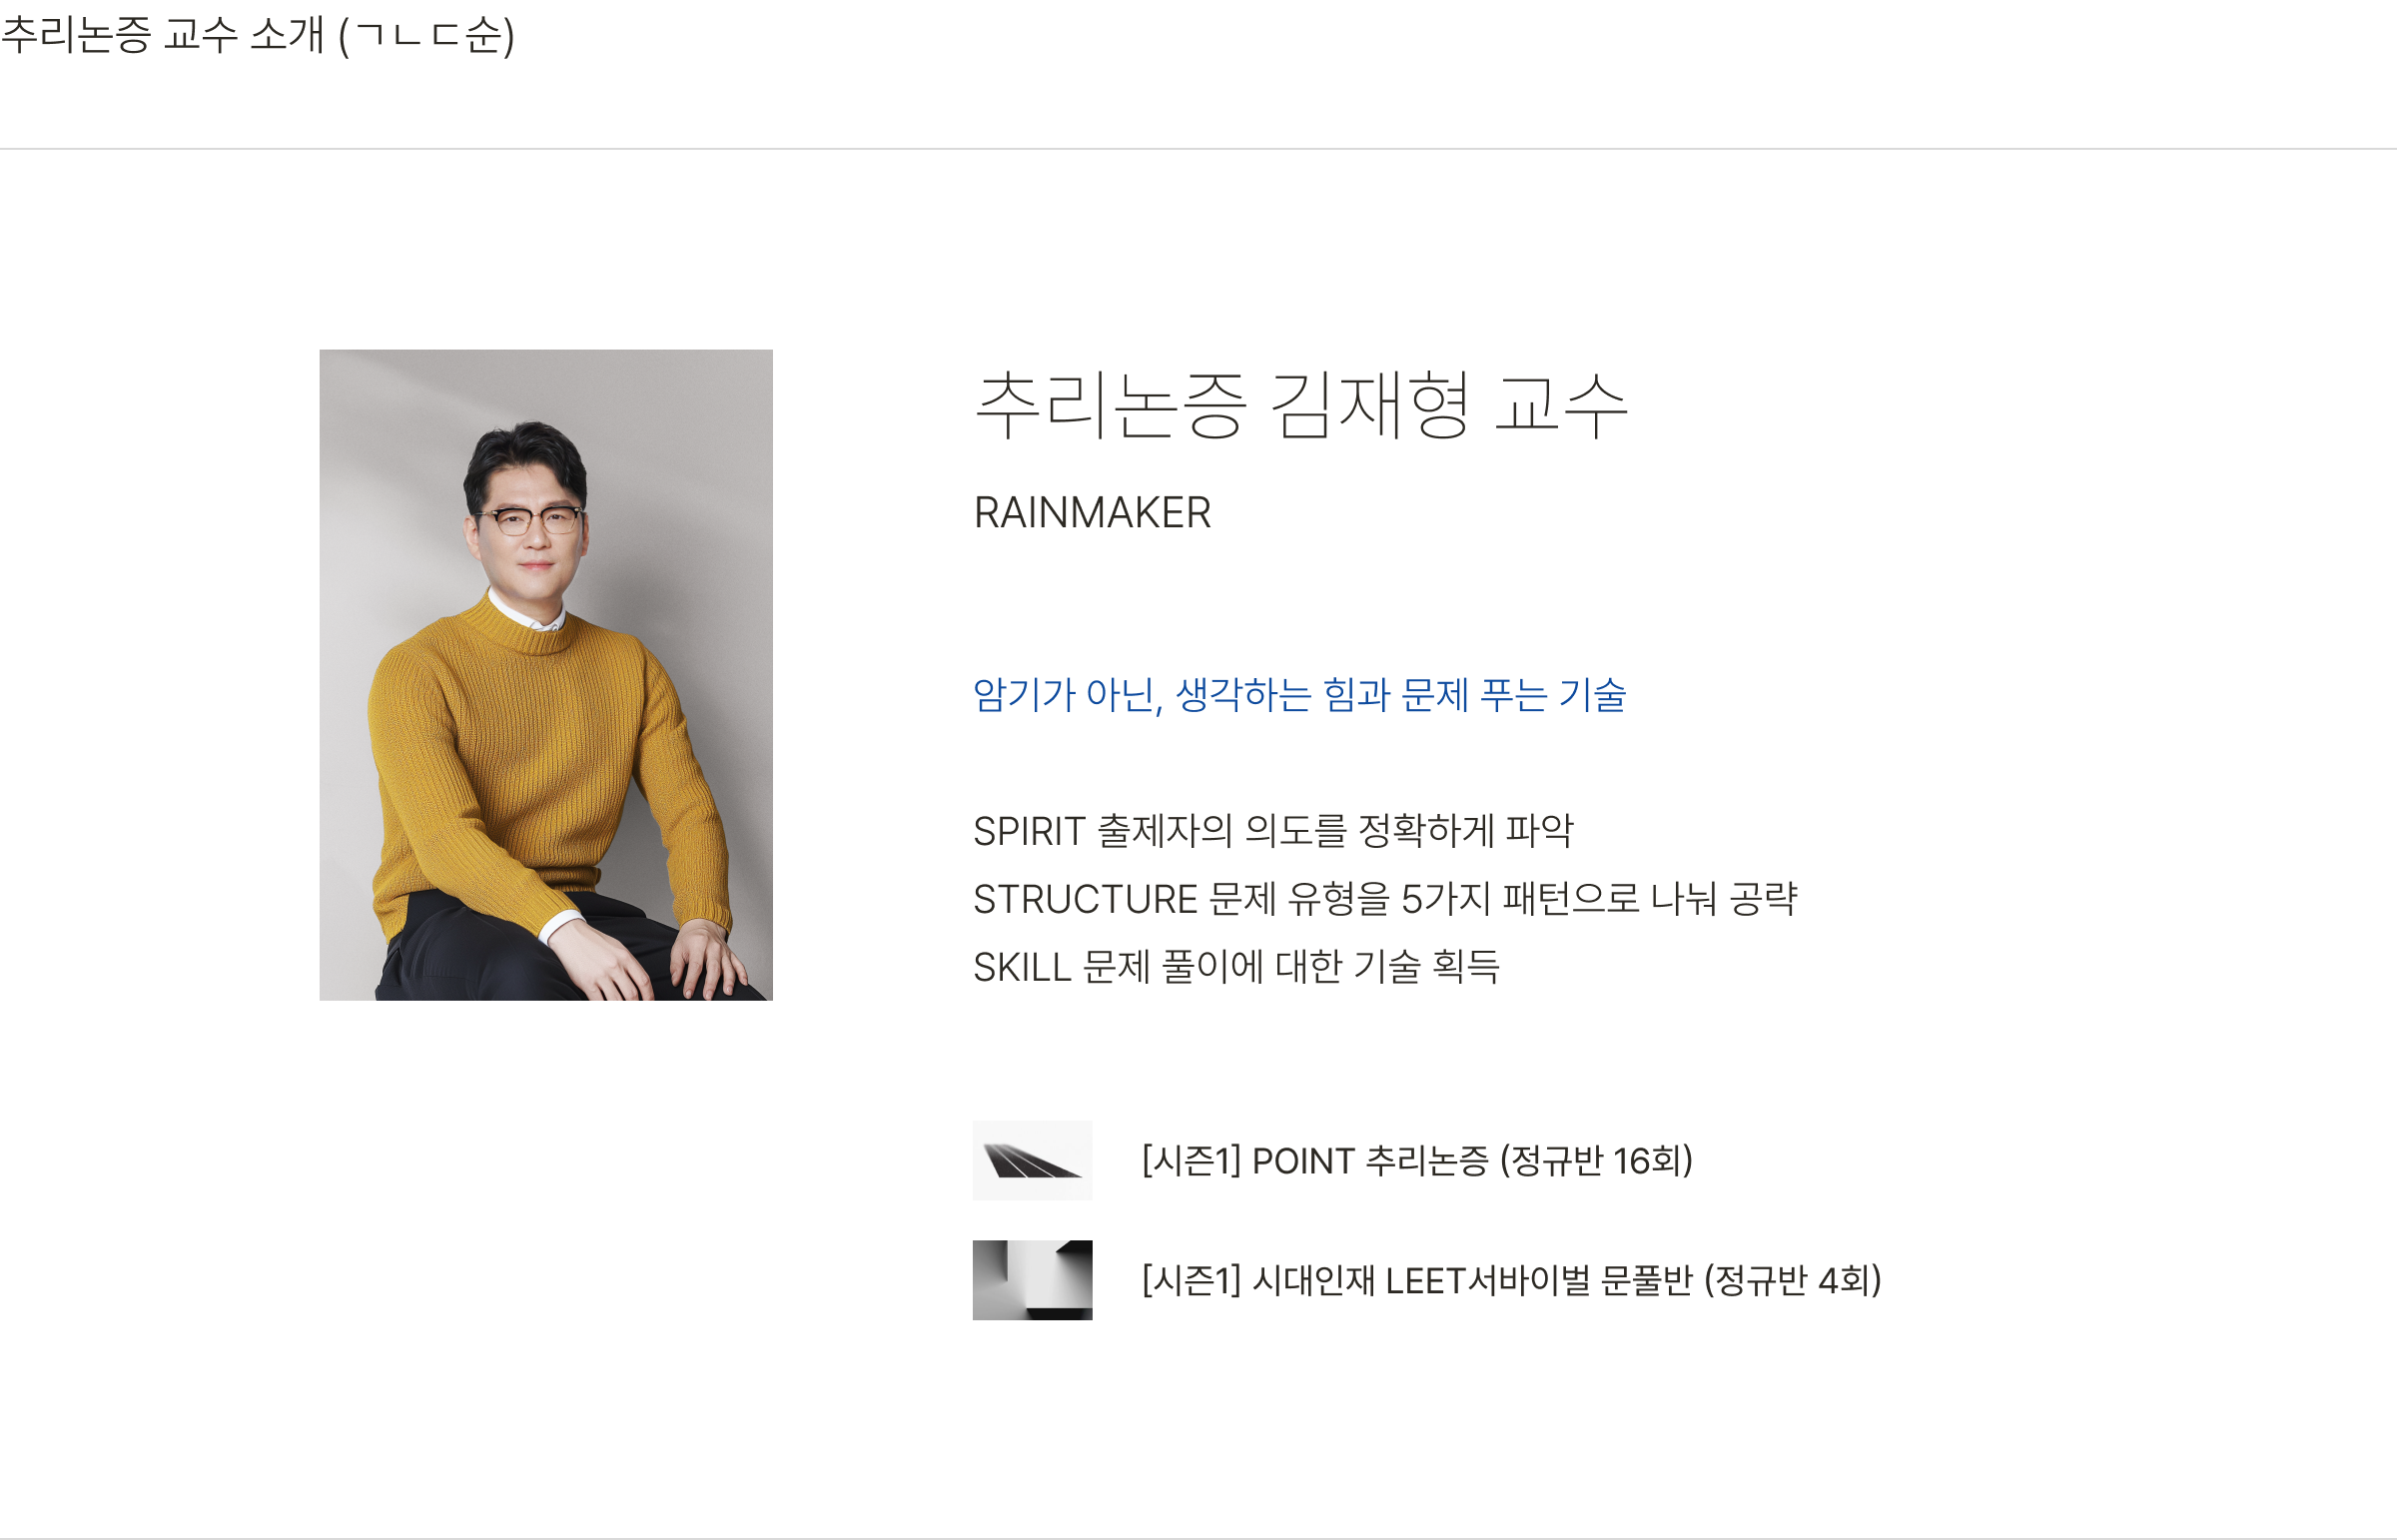 추리논증 교수 소개 (ㄱㄴㄷ순)
추리논증 김재형 교수
RAINMAKER
암기가 아닌, 생각하는 힘과 문제 푸는 기술
SPIRIT 출제자의 의도를 정확하게 파악
STRUCTURE 문제 유형을 5가지 패턴으로 나눠 공략
SKILL 문제 풀이에 대한 기술 획득
[시즌1] POINT 추리논증 (정규반 16회)
[시즌1] 시대인재 LEET서바이벌 문풀반 (정규반 4회)